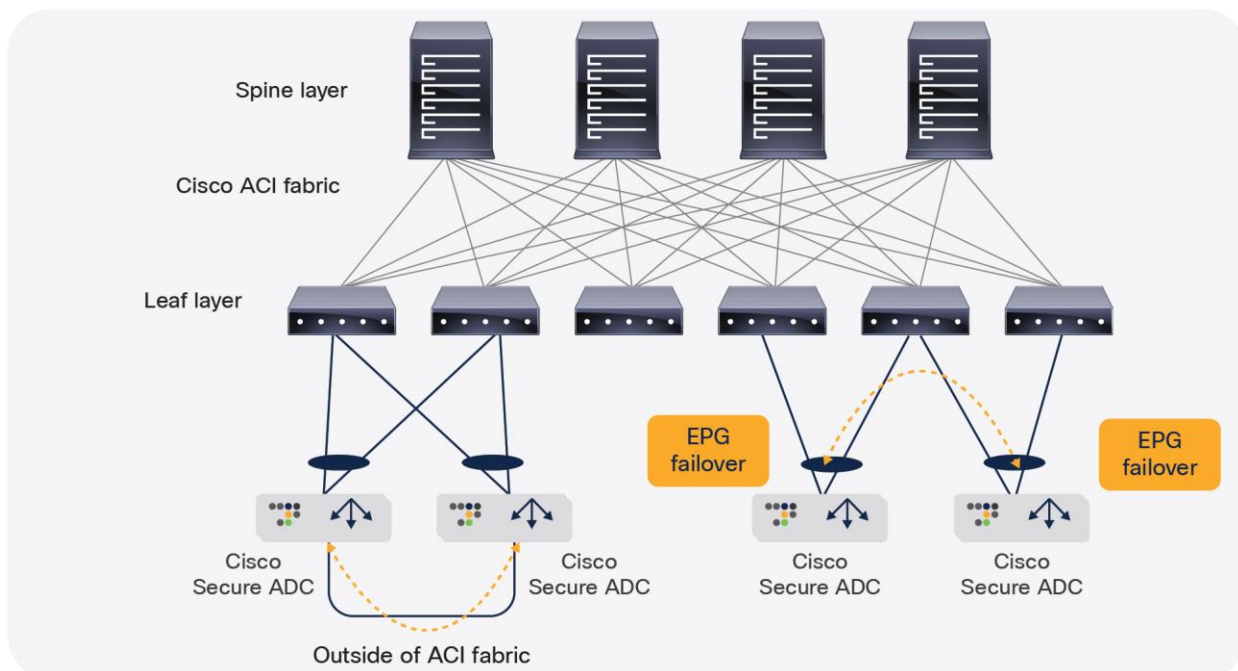 Spine layer
Cisco ACI fabric
Leaf layer
EPG
failover
EPG
failover
Cisco
Secure ADC
Cisco
Secure ADC
Cisco
Secure ADC
Cisco
Secure ADC
Outside of ACI fabric